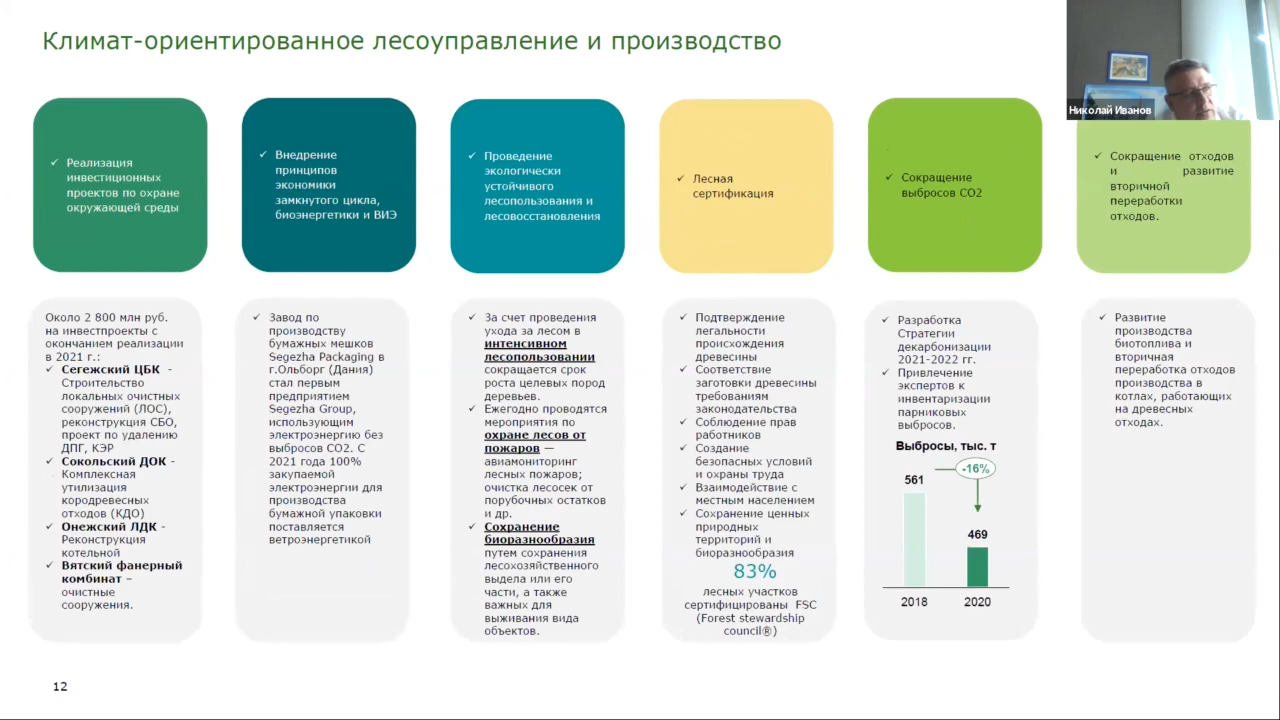 Климат-ориентированное лесоуправление и производство
Николай Иванов
✓ Реализация
инвестиционных
проектов по охране
окружающей среды
✓ Внедрение
принципов
экономики
замкнутого цикла,
биоэнергетики и ВИЭ
✓ Проведение
экологически
устойчивого
лесопользования и
лесовосстановления
✓ Лесная
сертификация
✓ Сокращение
выбросов СО2
✓ Сокращение отходов
и развитие
вторичной
переработки
отходов.
Около 2 800 млн руб.
на инвестпроекты с
окончанием реализации
в 2021 г.:
✓ Сегежский ЦБК -
Строительство
локальных очистных
сооружений (ЛОС),
реконструкция СБО,
проект по удалению
ДПГ, КЭР
✓ Сокольский ДОК -
Комплексная
утилизация
кородревесных
отходов (КДО)
✓ Онежский ЛДК -
Реконструкция
котельной
✓ Вятский фанерный
комбинат –
очистные
сооружения.
✓ Завод по
производству
бумажных мешков
Segezha Packaging в
г.Ольборг (Дания)
стал первым
предприятием
Segezha Group,
использующим
электроэнергию без
выбросов СО2. С
2021 года 100%
закупаемой
электроэнергии для
производства
бумажной упаковки
поставляется
ветроэнергетикой
✓ За счет проведения
ухода за лесом в
интенсивном
лесопользовании
сокращается срок
роста целевых пород
деревьев.
✓ Ежегодно проводятся
мероприятия по
охране лесов от
пожаров —
авиамониторинг
лесных пожаров;
очистка лесосек от
порубочных остатков
и др.
✓ Сохранение
биоразнообразия
путем сохранения
лесохозяйственного
выдела или его
части, а также
важных для
выживания вида
объектов.
✓ Подтверждение
легальности
происхождения
древесины
✓ Соответствие
заготовки древесины
требованиям
законодательства
✓ Соблюдение прав
работников
✓ Создание
безопасных условий
и охраны труда
✓ Взаимодействие с
местным населением
✓ Сохранение ценных
природных
территорий и
биоразнообразия
83%
лесных участков
сертифицированы FSC
(Forest stewardship
council®)
✓ Разработка
Стратегии
декарбонизации
2021-2022 гг.
✓ Привлечение
экспертов к
инвентаризации
парниковых
выбросов.
Выбросы, тыс. т
-16%
561
469
2018 2020
✓ Развитие
производства
биотоплива и
вторичная
переработка отходов
производства в
котлах, работающих
на древесных
отходах.
12